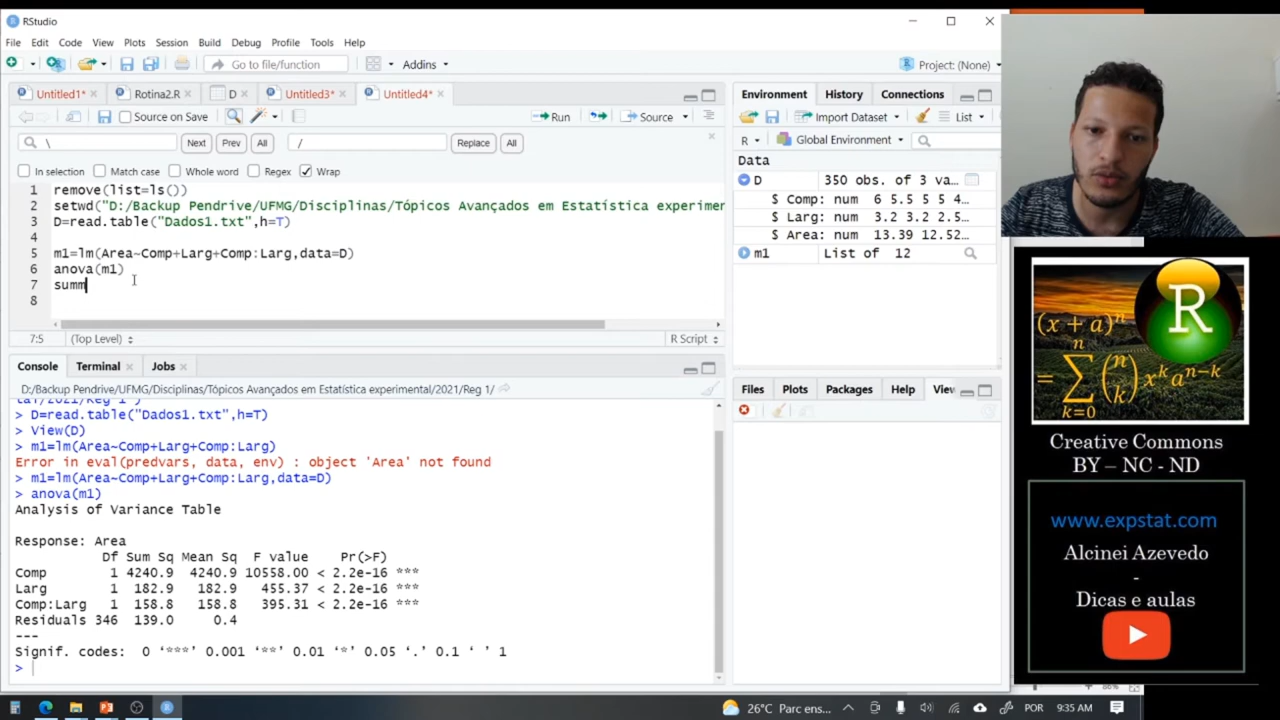 RStudio
File Edit Code View Plots Session Build Debug Profile Tools Help
Go to file/function
Addins
Project: (None)
Untitled1* Rotina2.R D Untitled3* Untitled4*
Source on Save
Run
Source
\ Next Prev All / Replace All
In selection Match case Whole word Regex Wrap
1 remove(list=ls())
2 setwd("D:/Backup Pendrive/UFMG/Disciplinas/Tópicos Avançados em Estatística experimen
3 D=read.table("Dados1.txt",h=T)
4
5 m1=lm(Area~Comp+Larg+Comp:Larg,data=D)
6 anova(m1)
7 summ
8
7:5 (Top Level) R Script
Console Terminal Jobs
D:/Backup Pendrive/UFMG/Disciplinas/Tópicos Avançados em Estatística experimental/2021/Reg 1/
tal/2021/Reg 1")
> D=read.table("Dados1.txt",h=T)
> View(D)
> m1=lm(Area~Comp+Larg+Comp:Larg)
Error in eval(predvars, data, env) : object 'Area' not found
> m1=lm(Area~Comp+Larg+Comp:Larg,data=D)
> anova(m1)
Analysis of Variance Table
Response: Area
Df Sum Sq Mean Sq F value Pr(>F)
Comp 1 4240.9 4240.9 10558.00 < 2.2e-16 ***
Larg 1 182.9 182.9 455.37 < 2.2e-16 ***
Comp:Larg 1 158.8 158.8 395.31 < 2.2e-16 ***
Residuals 346 139.0 0.4
---
Signif. codes: 0 ‘***’ 0.001 ‘**’ 0.01 ‘*’ 0.05 ‘.’ 0.1 ‘ ’ 1
>
Environment History Connections
Import Dataset List
R Global Environment
Data
D 350 obs. of 3 va…
$ Comp: num 6 5.5 5 5 4…
$ Larg: num 3.2 3.2 2.5…
$ Area: num 13.39 12.52…
m1 List of 12
Files Plots Packages Help Viev
R
(x + a)^n
= ∑ n k=0 (n k) x^k a^n−k
Creative Commons
BY – NC - ND
www.expstat.com
Alcinei Azevedo
-
Dicas e aulas
86%
26°C Parc ens... POR 9:35 AM